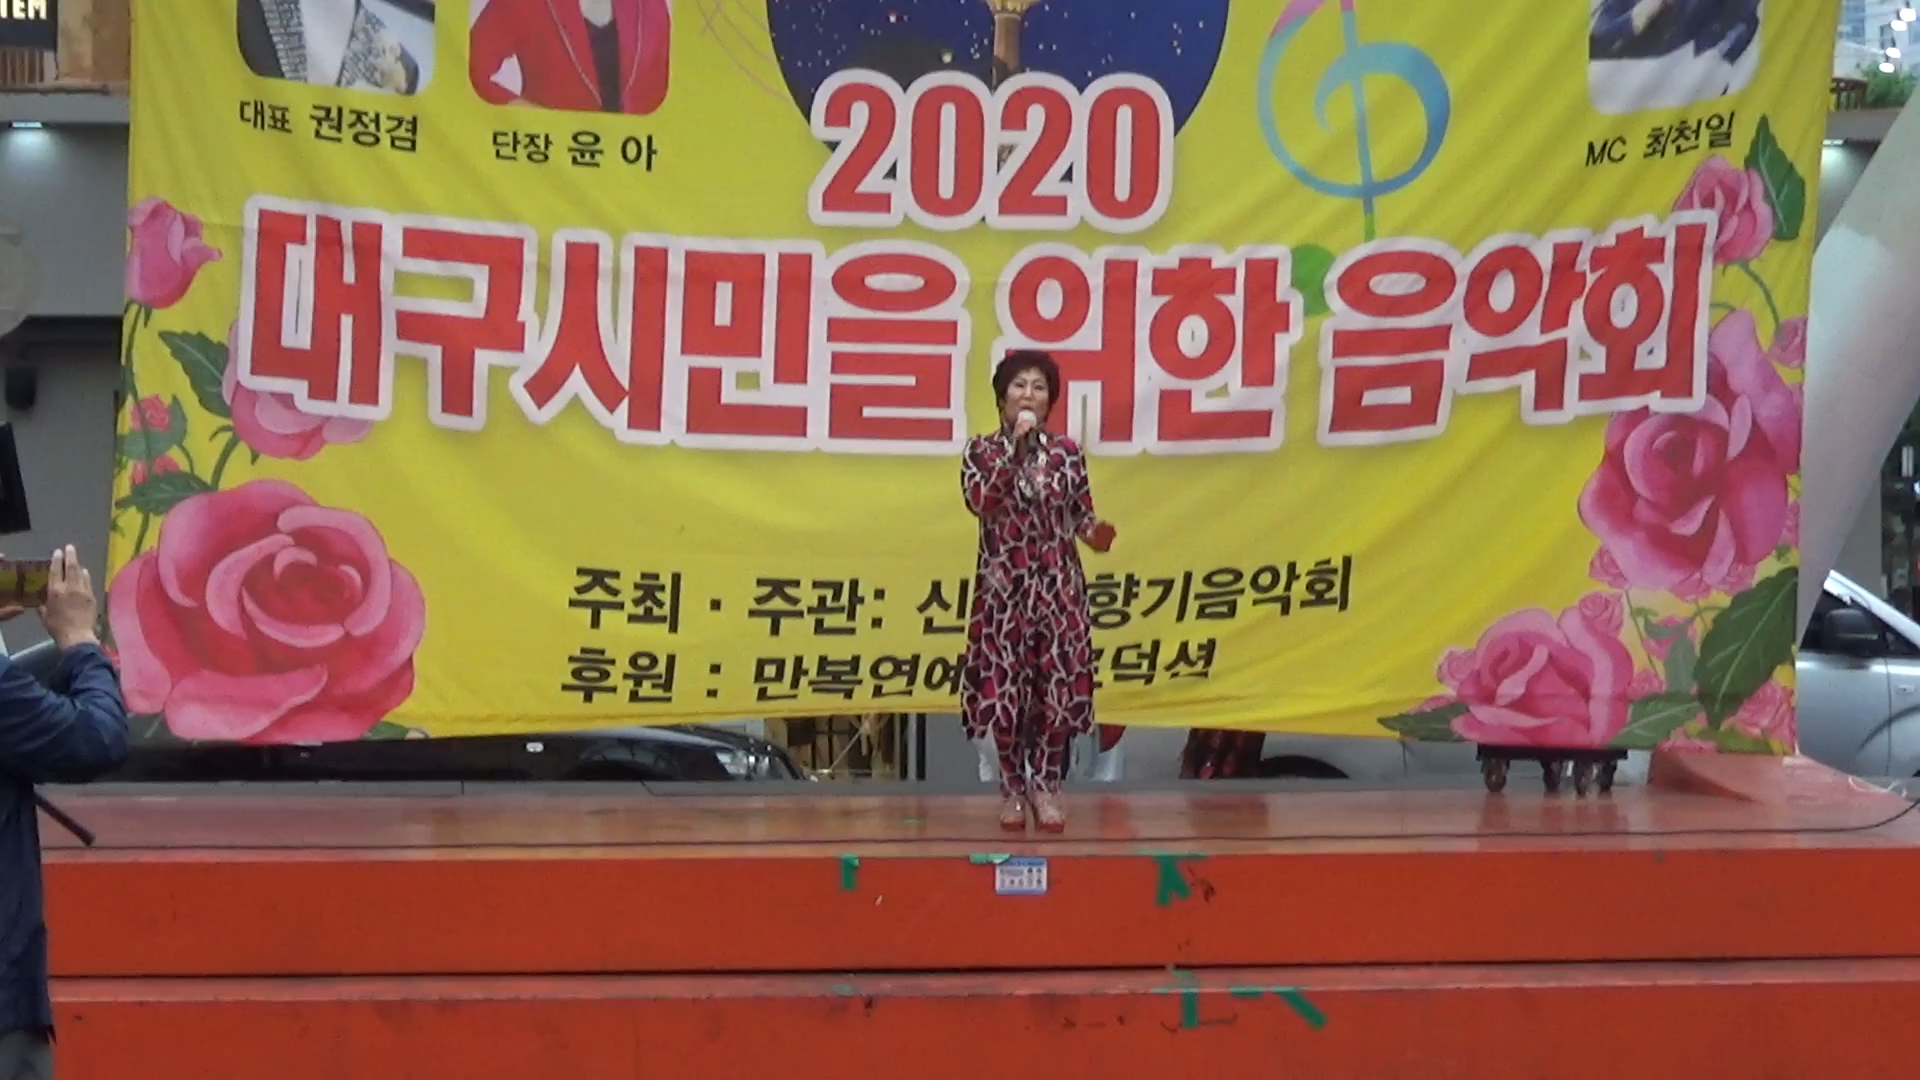 TEM
대표 권정겸
단장 윤 아
MC 최천일
2020
대구시민을 위한 음악회
주최 · 주관: 신 향기음악회
후원 : 만복연예 덕션